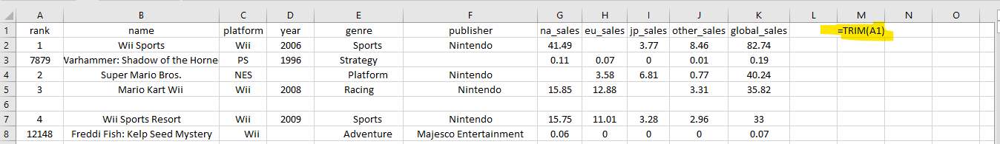 A B C D E F G H I J K L M N O
1 rank name platform year genre publisher na_sales eu_sales jp_sales other_sales global_sales =TRIM(A1)
2 1 Wii Sports Wii 2006 Sports Nintendo 41.49 3.77 8.46 82.74
3 7879 Varhammer: Shadow of the Horne PS 1996 Strategy 0.11 0.07 0 0.01 0.19
4 2 Super Mario Bros. NES Platform Nintendo 3.58 6.81 0.77 40.24
5 3 Mario Kart Wii Wii 2008 Racing Nintendo 15.85 12.88 3.31 35.82
6
7 4 Wii Sports Resort Wii 2009 Sports Nintendo 15.75 11.01 3.28 2.96 33
8 12148 Freddi Fish: Kelp Seed Mystery Wii Adventure Majesco Entertainment 0.06 0 0 0 0.07